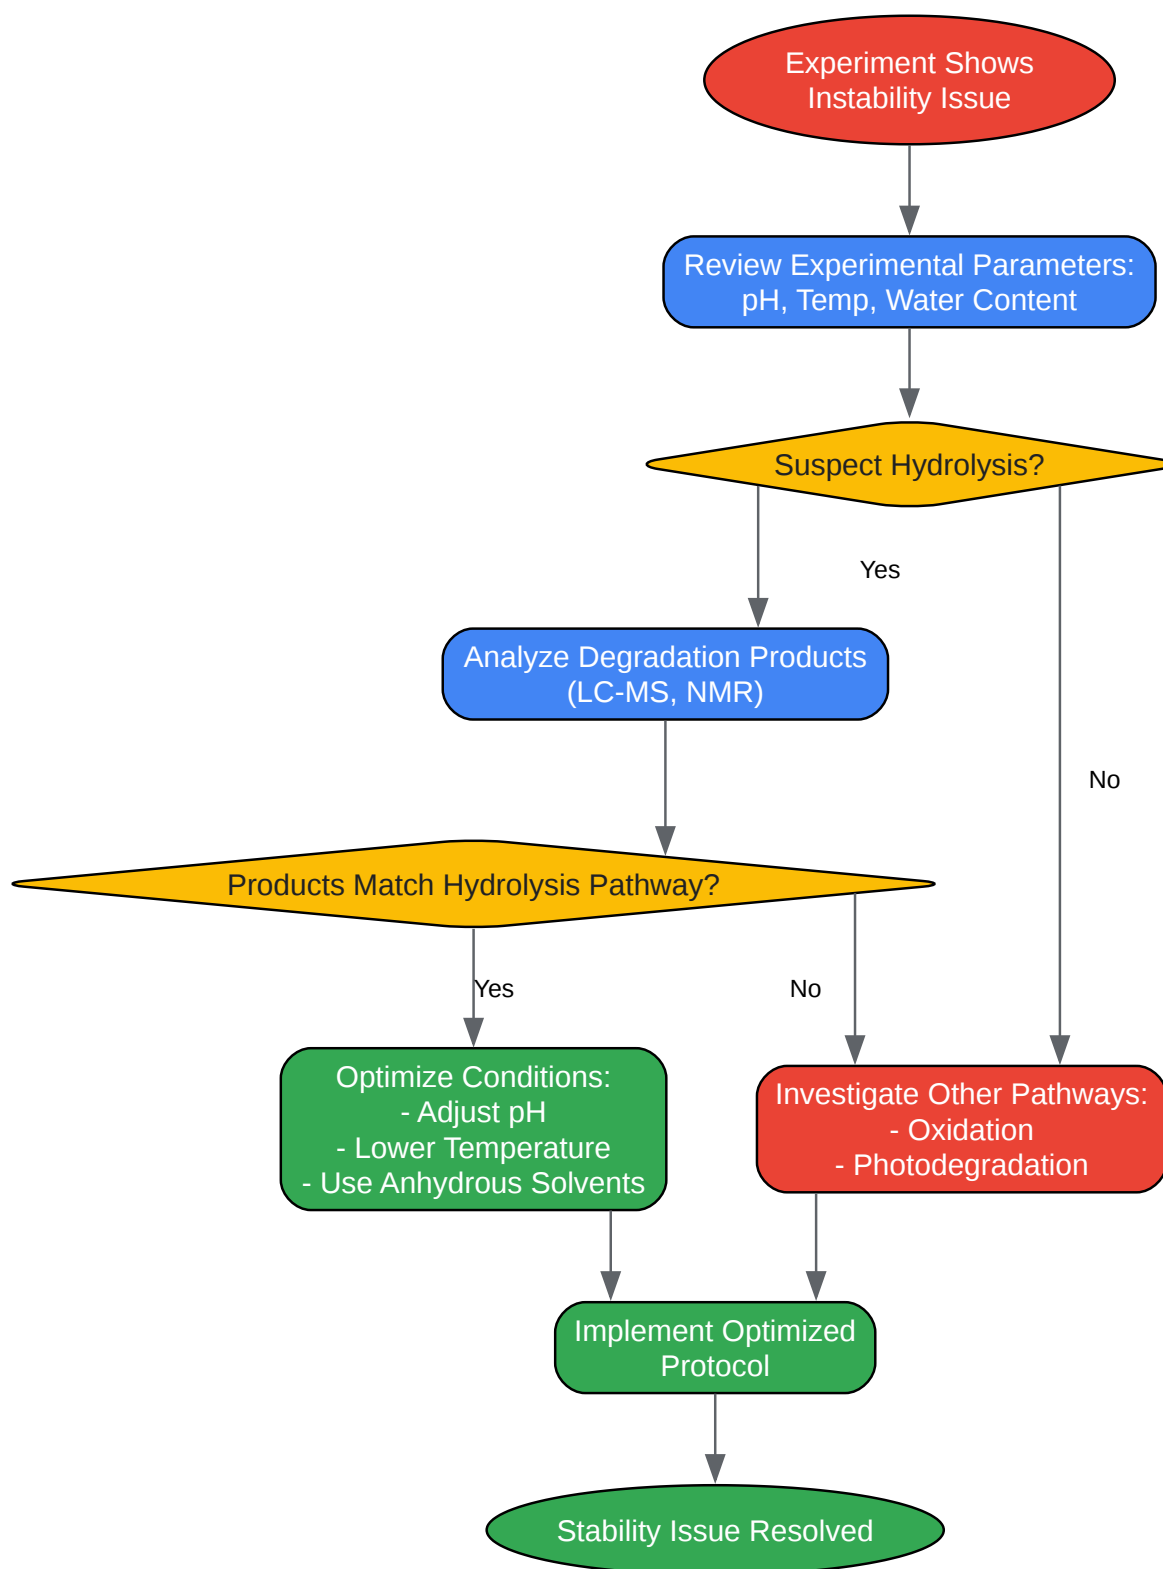 Experiment Shows
Instability Issue
Review Experimental Parameters:
pH, Temp, Water Content
Suspect Hydrolysis?
Yes
Analyze Degradation Products
(LC-MS, NMR)
No
Products Match Hydrolysis Pathway?
Yes
No
Optimize Conditions:
- Adjust pH
- Lower Temperature
- Use Anhydrous Solvents
Investigate Other Pathways:
- Oxidation
- Photodegradation
Implement Optimized
Protocol
Stability Issue Resolved